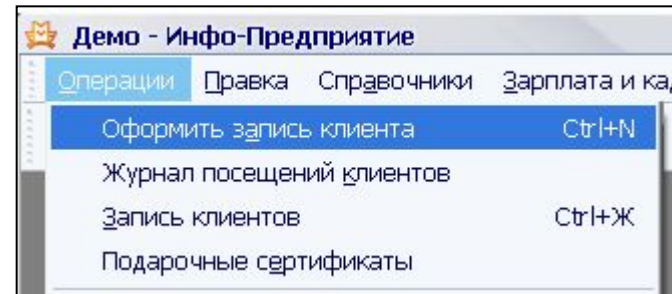 Демо - Инфо-Предприятие
Операции Правка Справочники Зарплата и ка
Оформить запись клиента Ctrl+N
Журнал посещений клиентов
Запись клиентов Ctrl+Ж
Подарочные сертификаты